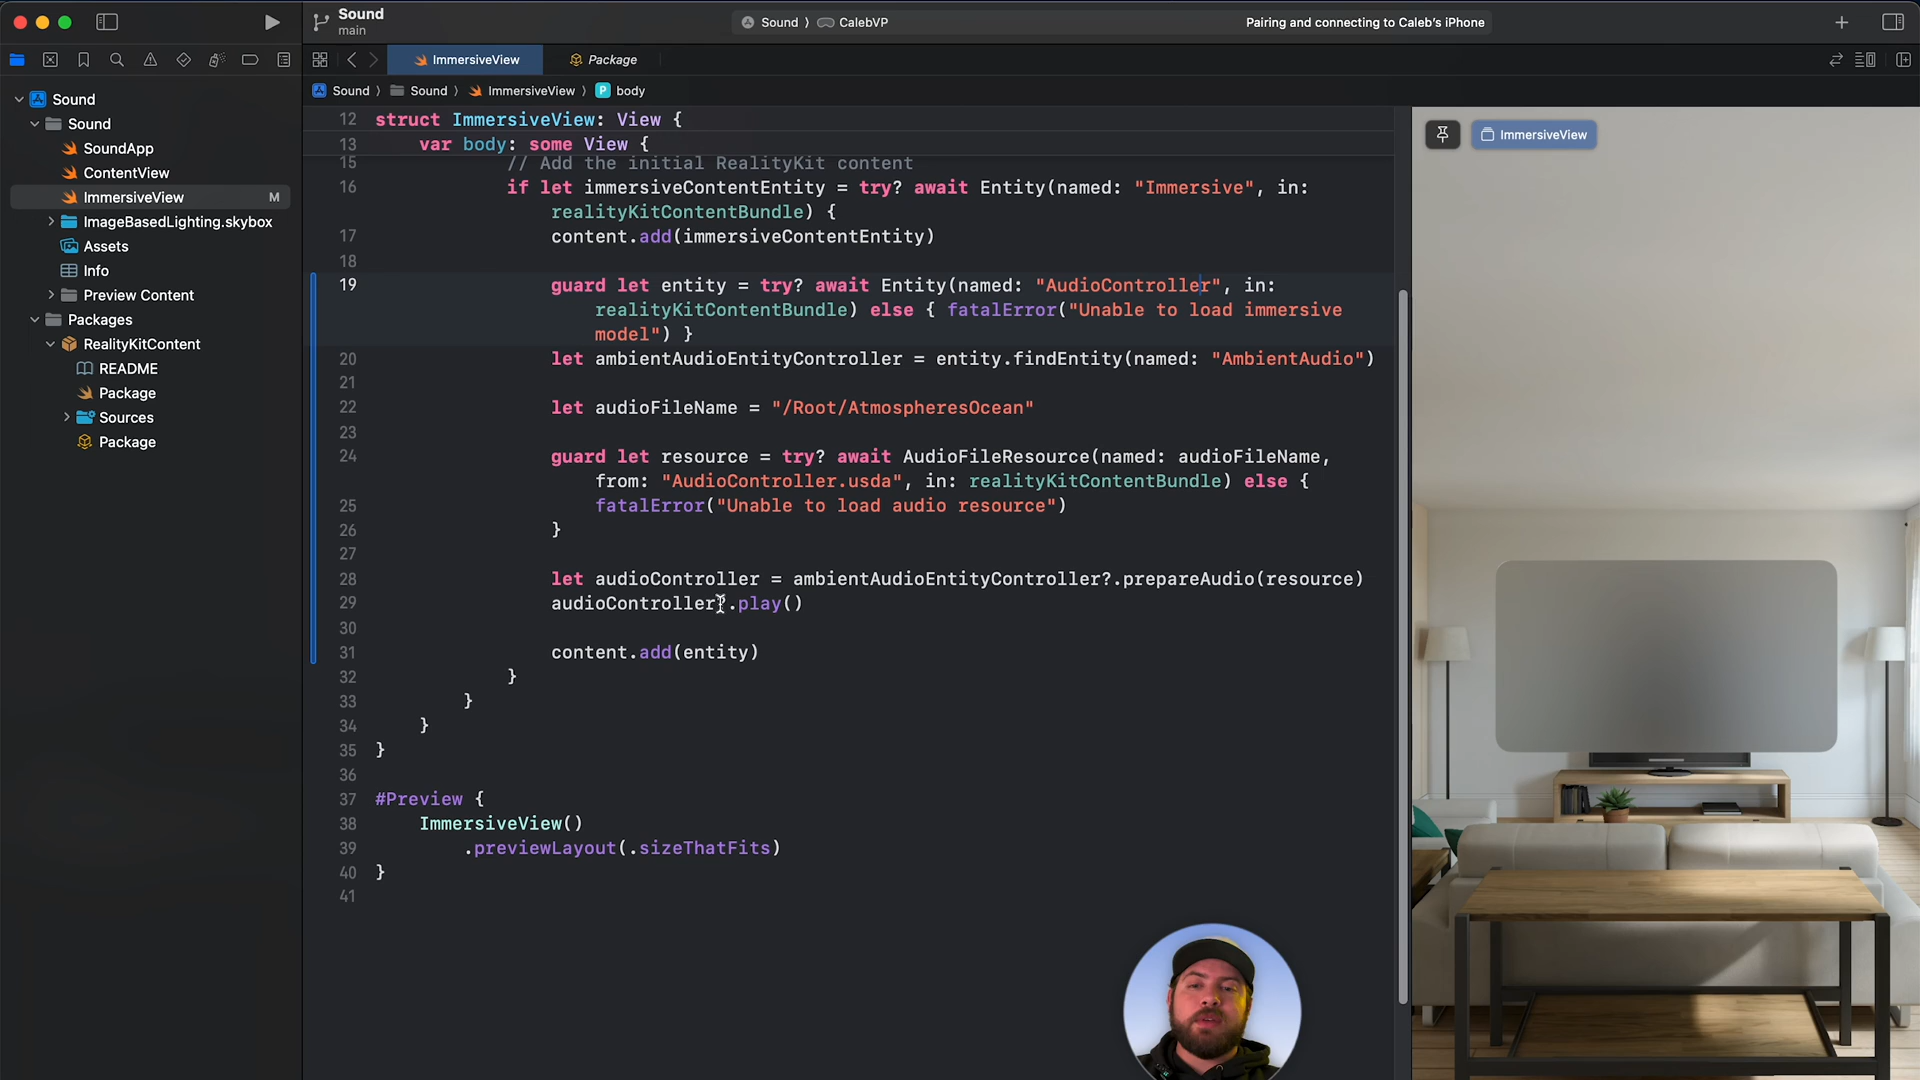 Sound
main
Sound
CalebVP
Pairing and connecting to Caleb's iPhone
ImmersiveView
Package
Sound
Sound
Sound
ImmersiveView
body
Sound
SoundApp
ContentView
ImmersiveView
M
ImageBasedLighting.skybox
Assets
Info
Preview Content
Packages
RealityKitContent
README
Package
Sources
Package
12 struct ImmersiveView: View {
13 var body: some View {
15 // Add the initial RealityKit content
16 if let immersiveContentEntity = try? await Entity(named: "Immersive", in:
realityKitContentBundle) {
17 content.add(immersiveContentEntity)
18
19 guard let entity = try? await Entity(named: "AudioController", in:
realityKitContentBundle) else { fatalError("Unable to load immersive
model") }
20 let ambientAudioEntityController = entity.findEntity(named: "AmbientAudio")
21
22 let audioFileName = "/Root/AtmospheresOcean"
23
24 guard let resource = try? await AudioFileResource(named: audioFileName,
from: "AudioController.usda", in: realityKitContentBundle) else {
25 fatalError("Unable to load audio resource")
26 }
27
28 let audioController = ambientAudioEntityController?.prepareAudio(resource)
29 audioController?.play()
30
31 content.add(entity)
32 }
33 }
34 }
35 }
36
37 #Preview {
38 ImmersiveView()
39 .previewLayout(.sizeThatFits)
40 }
41
ImmersiveView